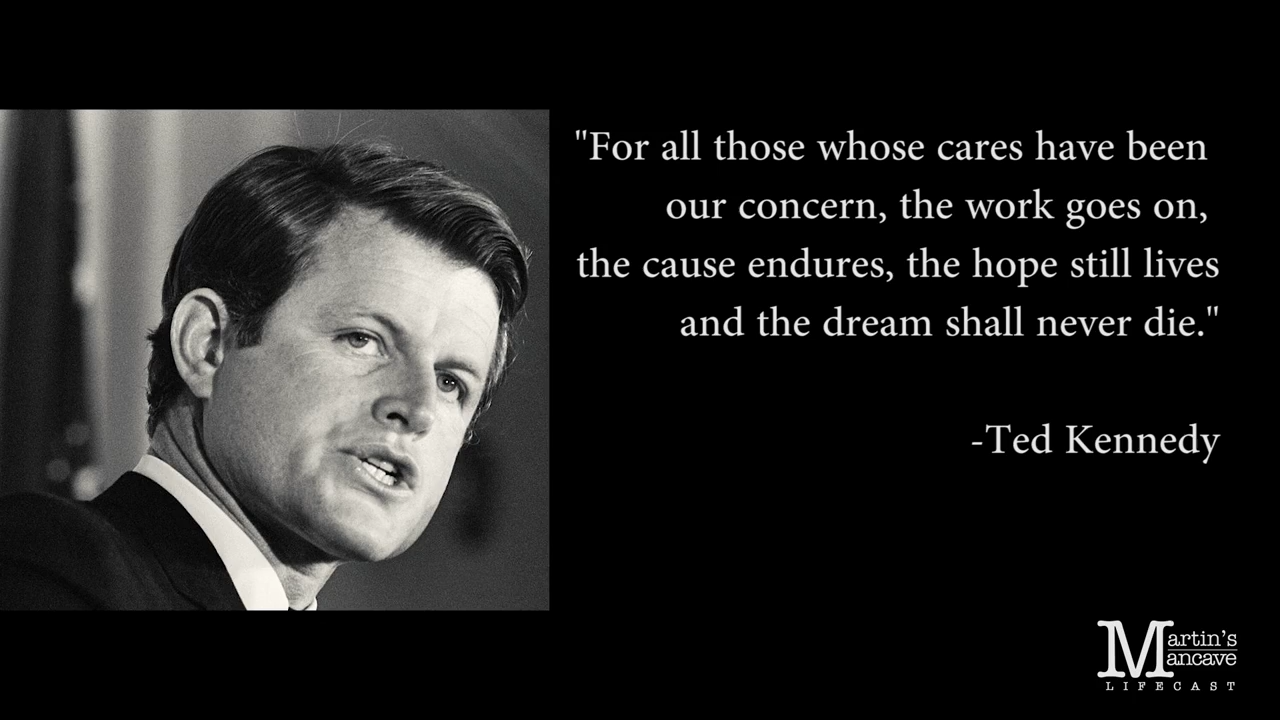 "For all those whose cares have been
our concern, the work goes on,
the cause endures, the hope still lives
and the dream shall never die."
-Ted Kennedy
Martin's
Mancave
LIFECAST